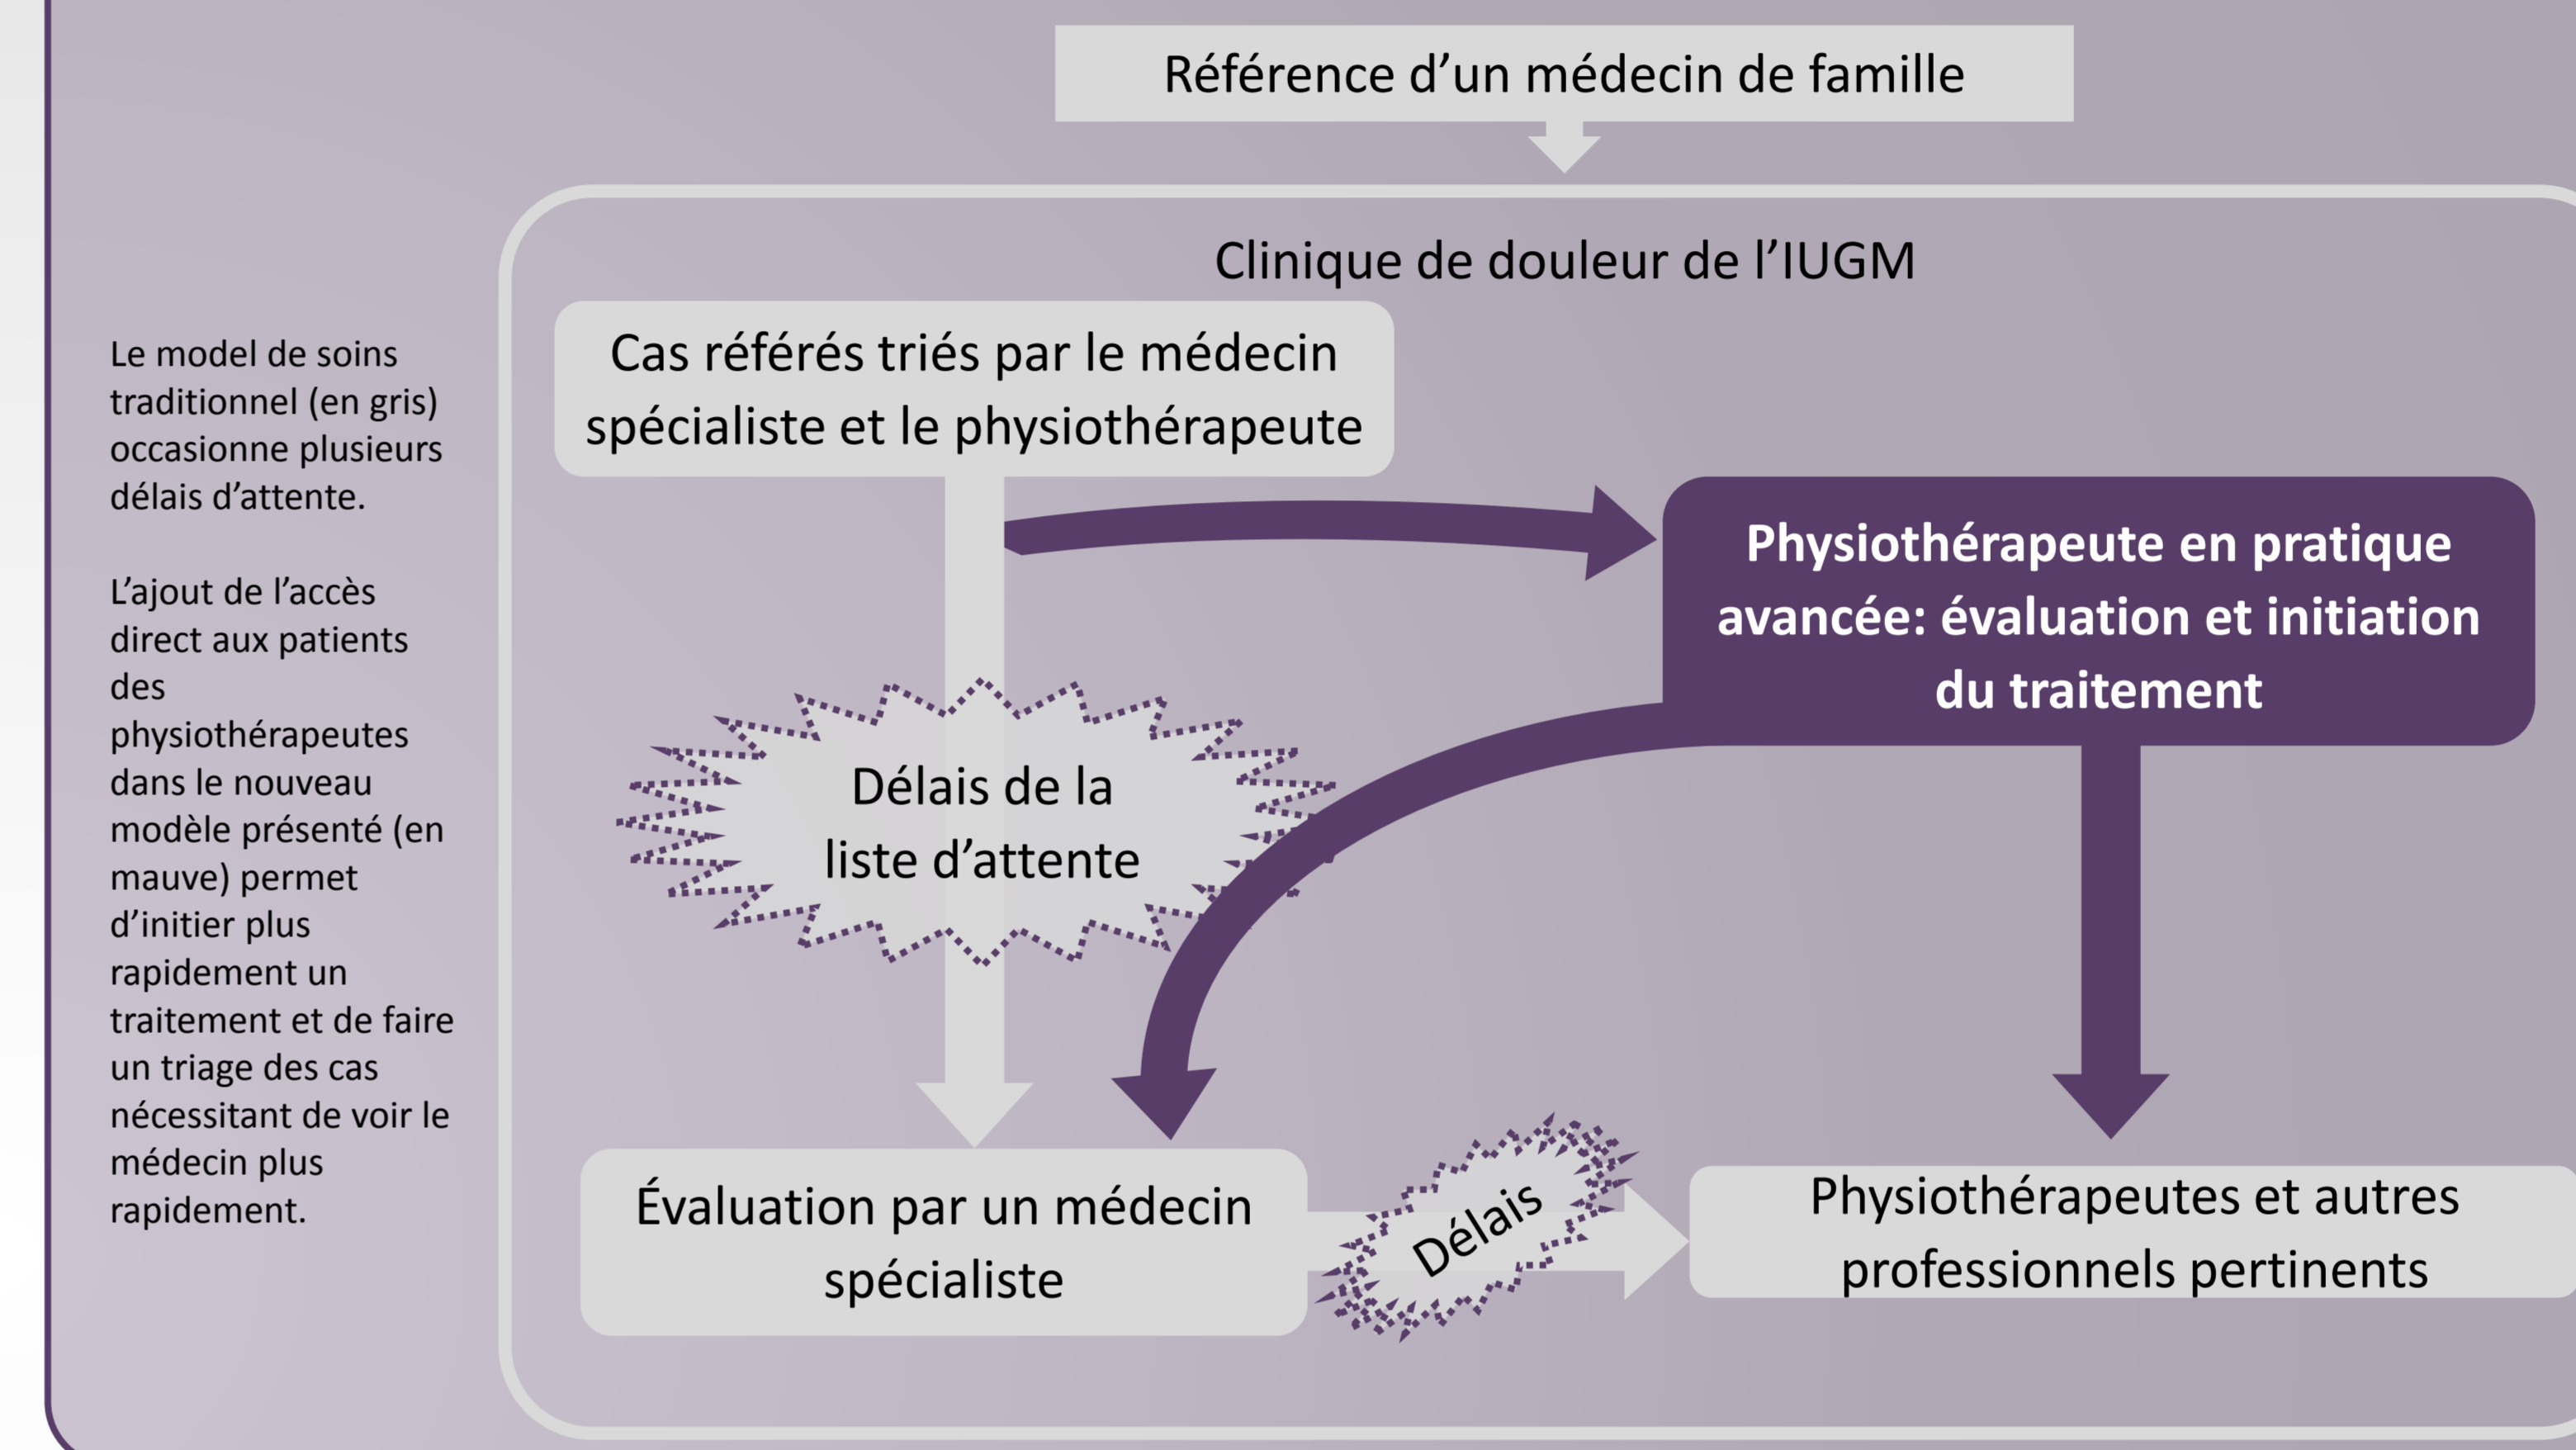 Référence d’un médecin de famille
Clinique de douleur de l’IUGM
Cas référés triés par le médecin
spécialiste et le physiothérapeute
Le model de soins
traditionnel (en gris)
occasionne plusieurs
délais d’attente.
L’ajout de l’accès
direct aux patients
des
physiothérapeutes
dans le nouveau
modèle présenté (en
mauve) permet
d’initier plus
rapidement un
traitement et de faire
un triage des cas
nécessitant de voir le
médecin plus
rapidement.
Physiothérapeute en pratique
avancée: évaluation et initiation
du traitement
Délais de la
liste d’attente
Évaluation par un médecin
spécialiste
Délais
Physiothérapeutes et autres
professionnels pertinents